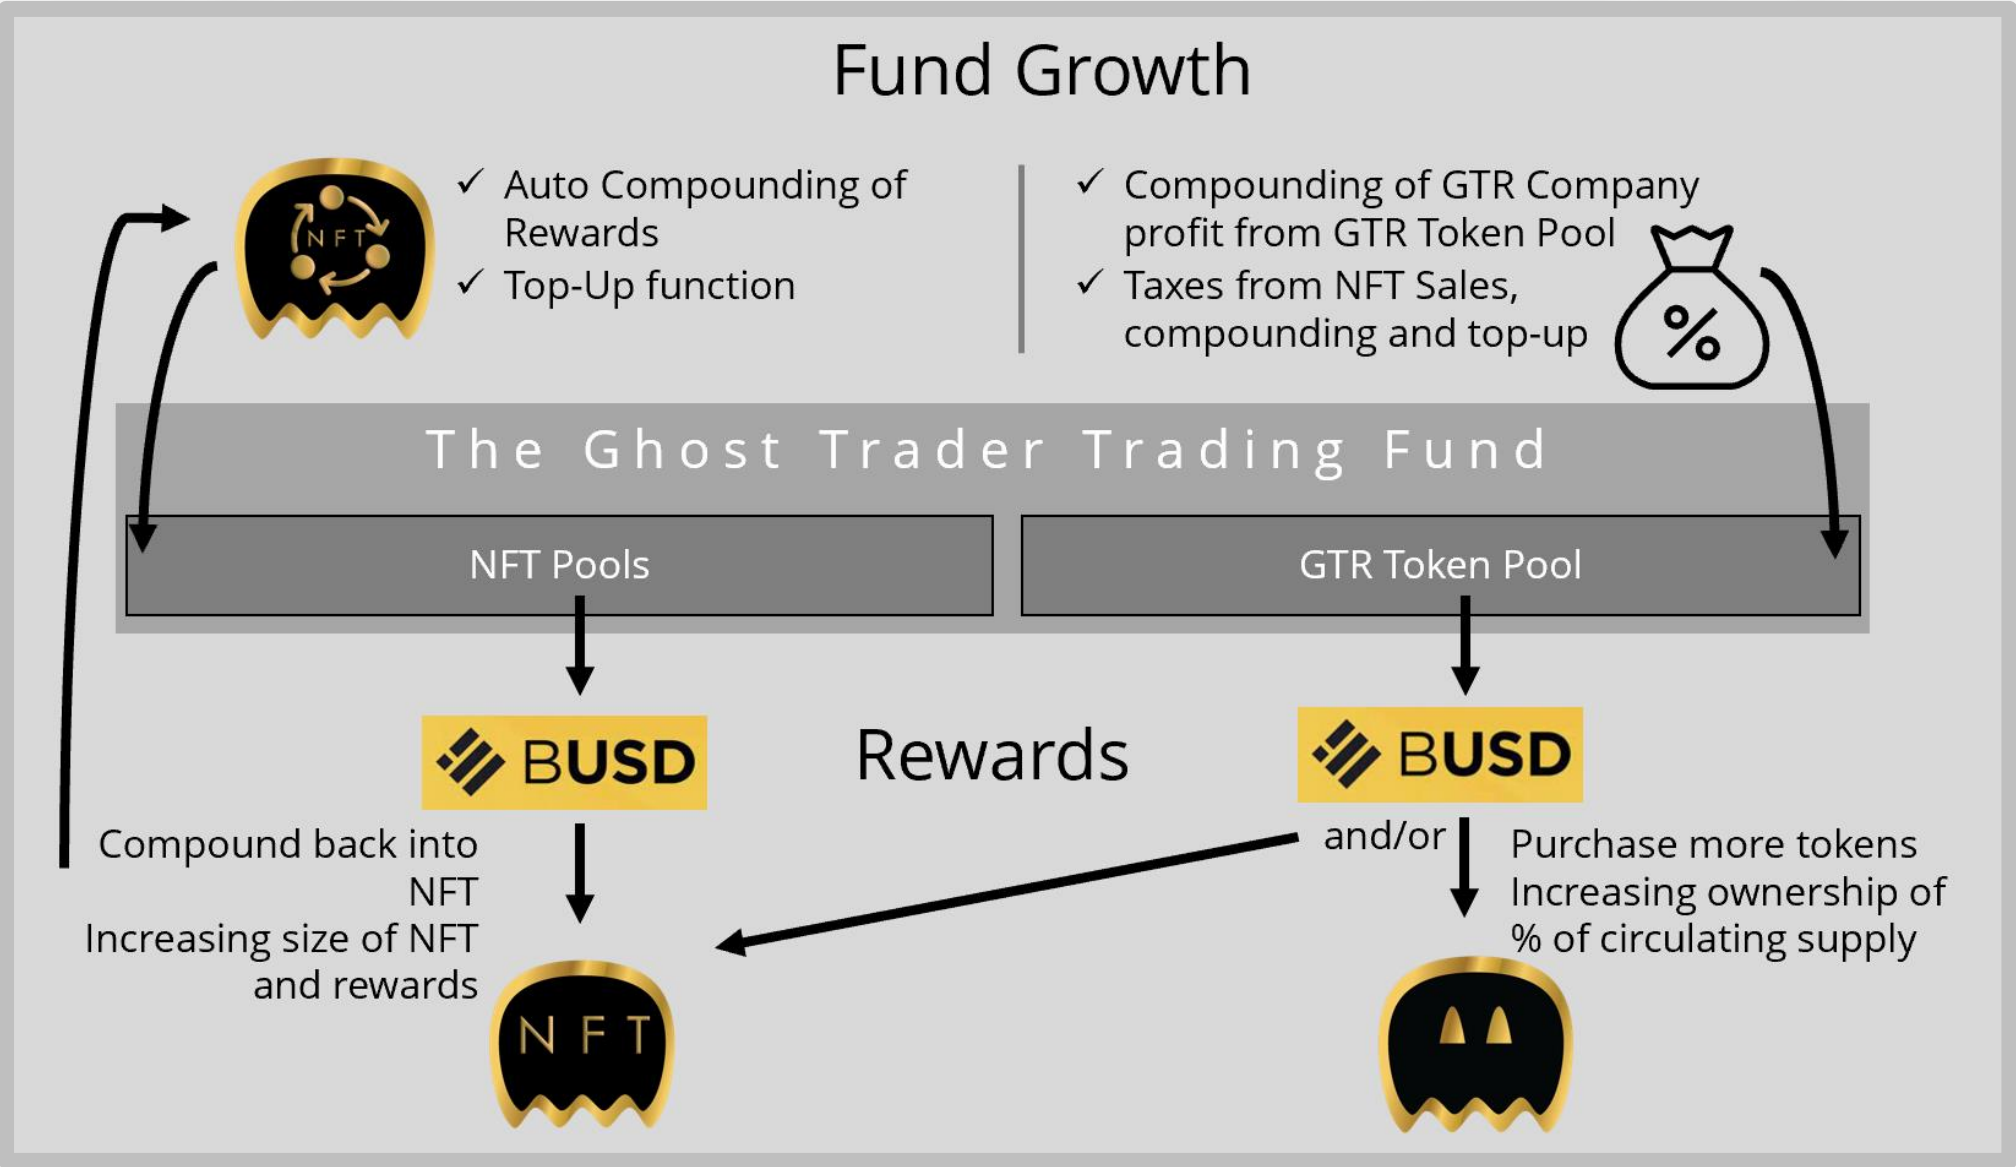 Fund Growth
N F T
✓ Auto Compounding of
Rewards
✓ Top-Up function
✓ Compounding of GTR Company
profit from GTR Token Pool
✓ Taxes from NFT Sales,
compounding and top-up
%
The Ghost Trader Trading Fund
NFT Pools
GTR Token Pool
BUSD
Rewards
BUSD
Compound back into
NFT
Increasing size of NFT
and rewards
and/or
Purchase more tokens
Increasing ownership of
% of circulating supply
N F T